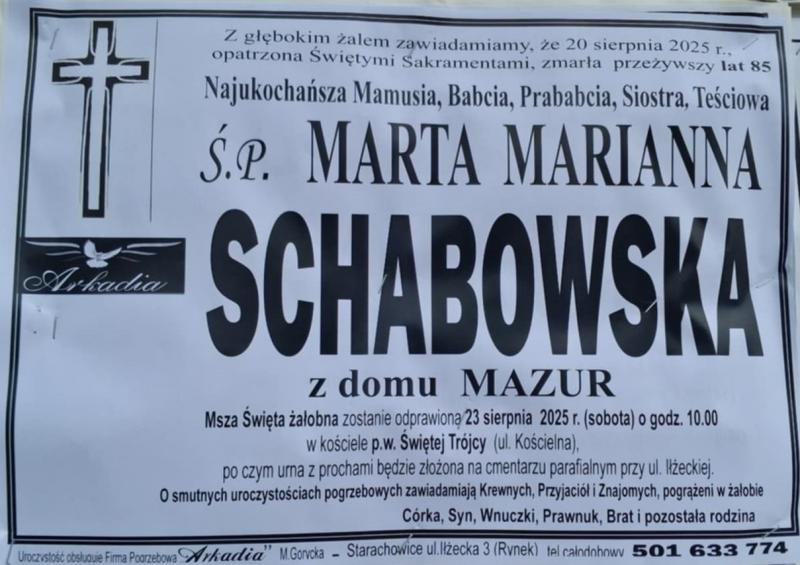 Z głębokim żalem zawiadamiamy, że 20 sierpnia 2025 r.,
opatrzona Świętymi Sakramentami, zmarła przeżywszy lat 85
Najukochańsza Mamusia, Babcia, Prababcia, Siostra, Teściowa
Ś.P. MARTA MARIANNA
SCHABOWSKA
Arkadia
z domu MAZUR
Msza Święta żałobna zostanie odprawiona 23 sierpnia 2025 r. (sobota) o godz. 10.00
w kościele p.w. Świętej Trójcy (ul. Kościelna),
po czym urna z prochami będzie złożona na cmentarzu parafialnym przy ul. Iłżeckiej.
O smutnych uroczystościach pogrzebowych zawiadamiają Krewnych, Przyjaciół i Znajomych, pogrążeni w żałobie
Córka, Syn, Wnuczki, Prawnuk, Brat i pozostała rodzina
Uroczystość obsługuje Firma Pogrzebowa "Arkadia" M.Gorycka – Starachowice ul.Iłżecka 3 (Rynek) tel.całodobowy 501 633 774